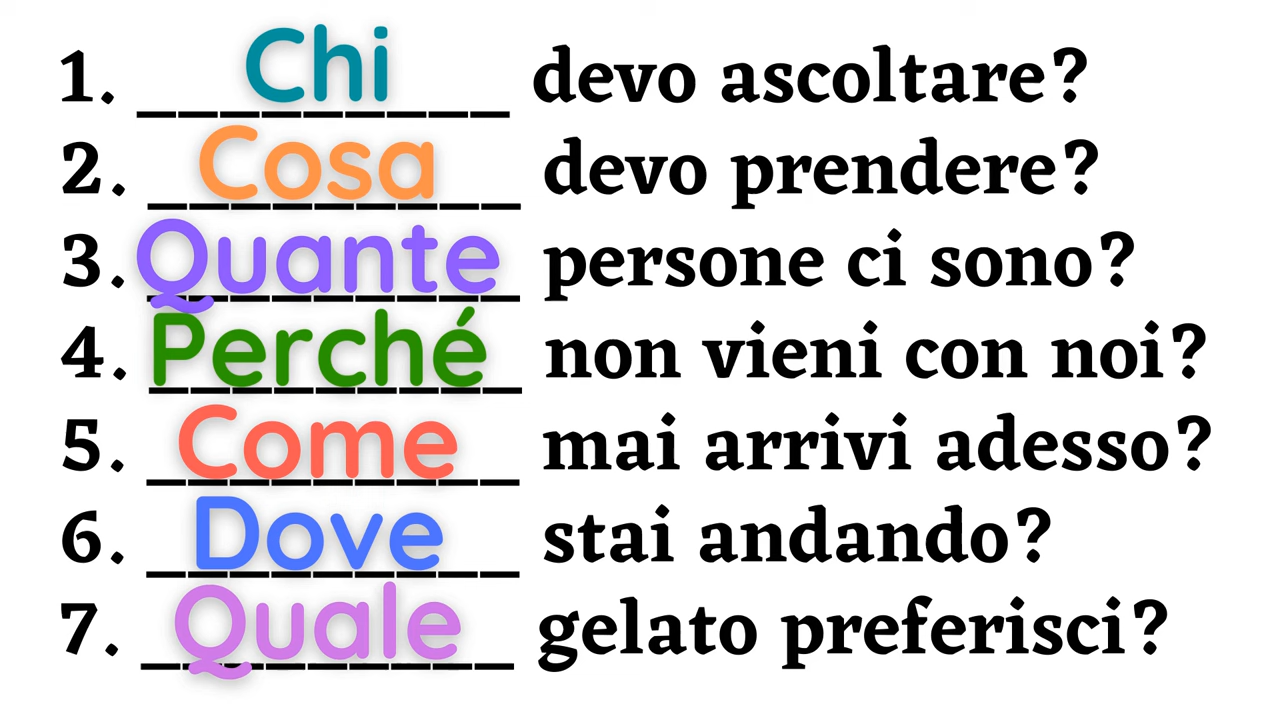 1. Chi devo ascoltare?
2. Cosa devo prendere?
3. Quante persone ci sono?
4. Perché non vieni con noi?
5. Come mai arrivi adesso?
6. Dove stai andando?
7. Quale gelato preferisci?